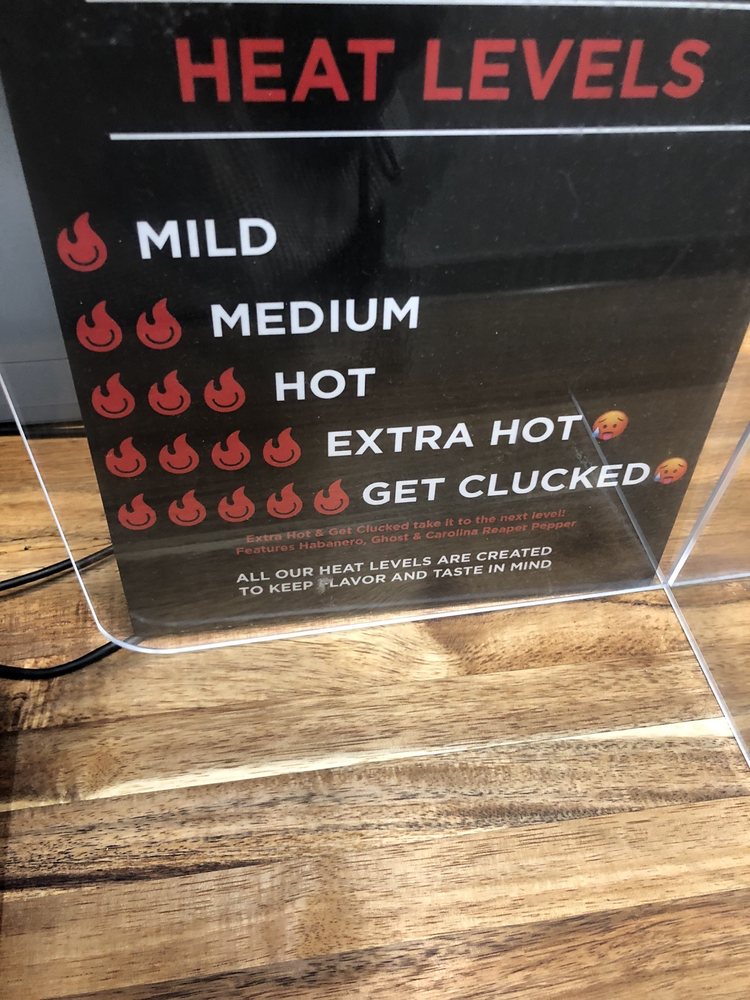 HEAT LEVELS
MILD
MEDIUM
HOT
EXTRA HOT
GET CLUCKED
Extra Hot & Get Clucked take it to the next level!
Features Habanero, Ghost & Carolina Reaper Pepper
ALL OUR HEAT LEVELS ARE CREATED
TO KEEP FLAVOR AND TASTE IN MIND